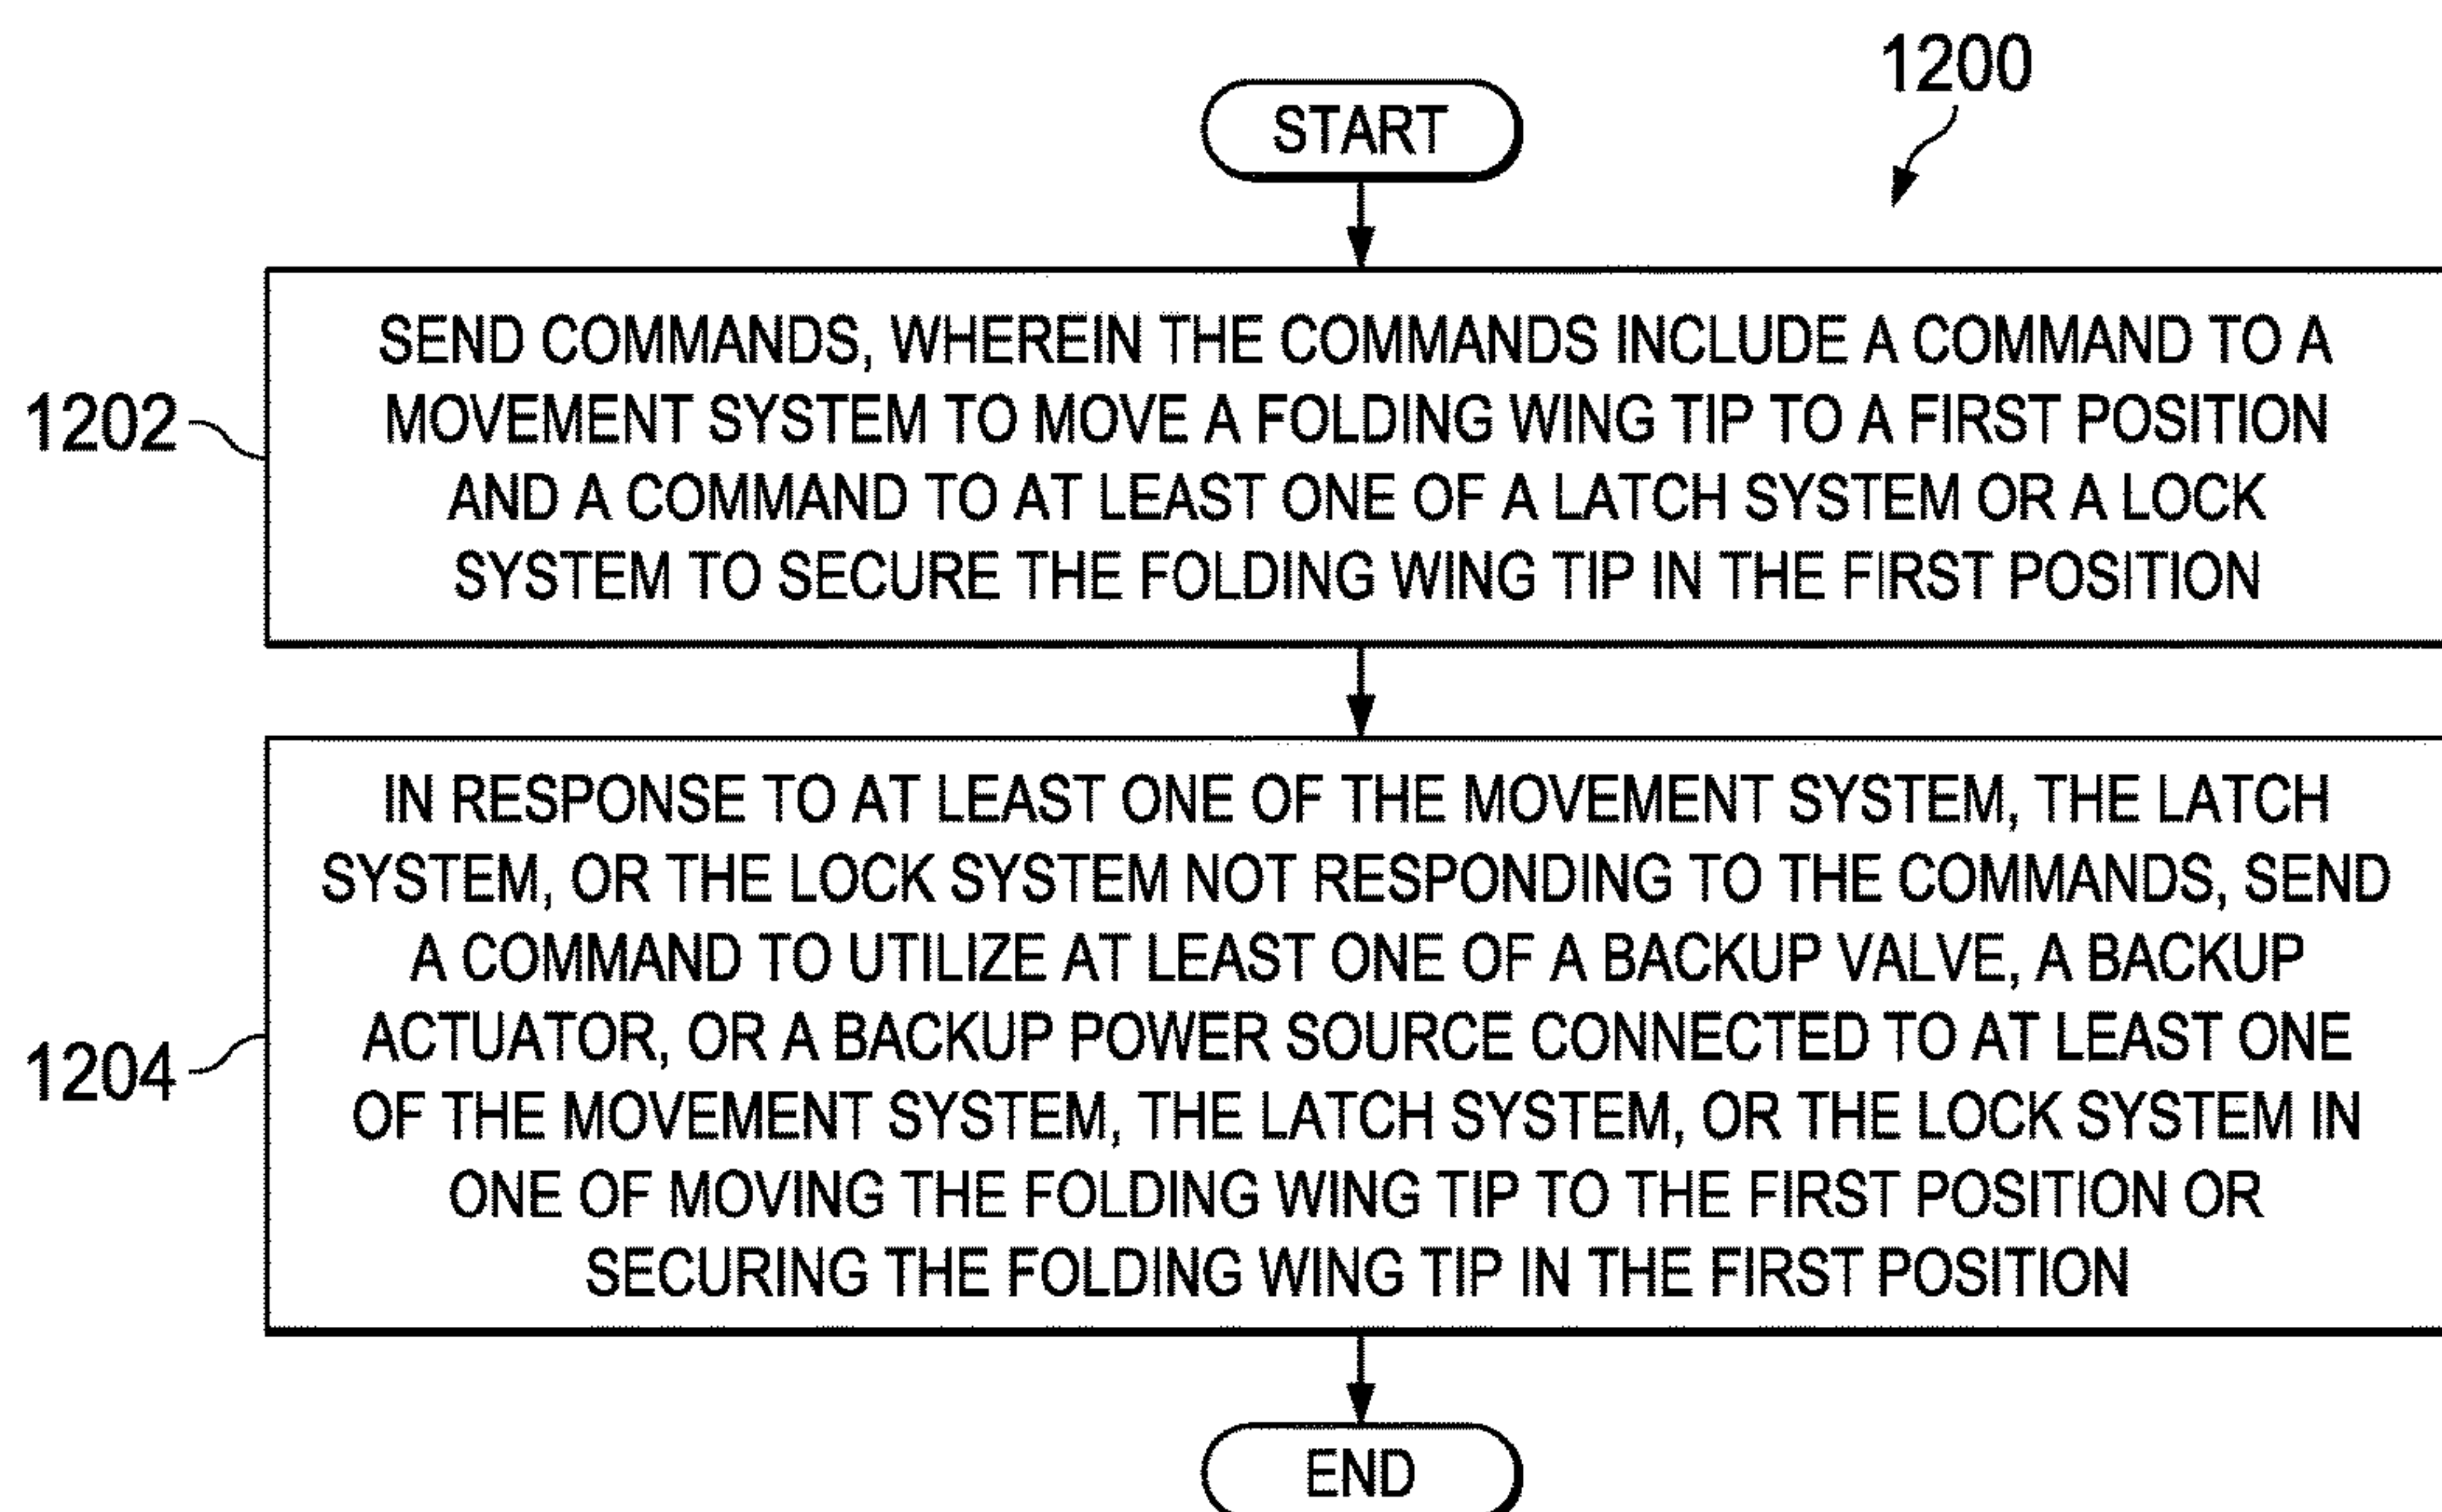 1200
START
1202
SEND COMMANDS, WHEREIN THE COMMANDS INCLUDE A COMMAND TO A
MOVEMENT SYSTEM TO MOVE A FOLDING WING TIP TO A FIRST POSITION
AND A COMMAND TO AT LEAST ONE OF A LATCH SYSTEM OR A LOCK
SYSTEM TO SECURE THE FOLDING WING TIP IN THE FIRST POSITION
1204
IN RESPONSE TO AT LEAST ONE OF THE MOVEMENT SYSTEM, THE LATCH
SYSTEM, OR THE LOCK SYSTEM NOT RESPONDING TO THE COMMANDS, SEND
A COMMAND TO UTILIZE AT LEAST ONE OF A BACKUP VALVE, A BACKUP
ACTUATOR, OR A BACKUP POWER SOURCE CONNECTED TO AT LEAST ONE
OF THE MOVEMENT SYSTEM, THE LATCH SYSTEM, OR THE LOCK SYSTEM IN
ONE OF MOVING THE FOLDING WING TIP TO THE FIRST POSITION OR
SECURING THE FOLDING WING TIP IN THE FIRST POSITION
END